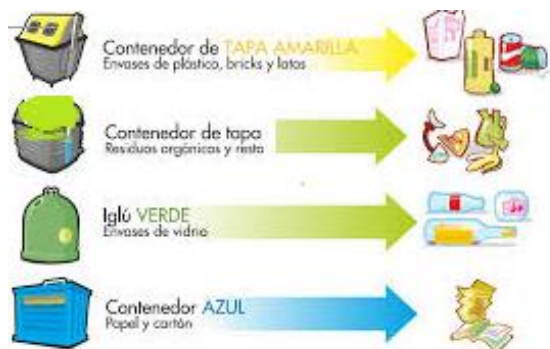 Contenedor de TAPA AMARILLA
Envases de plástico, bricks y latas
Contenedor de tapa
Residuos orgánicos y resto
Iglú VERDE
Envases de vidrio
Contenedor AZUL
Papel y cartón